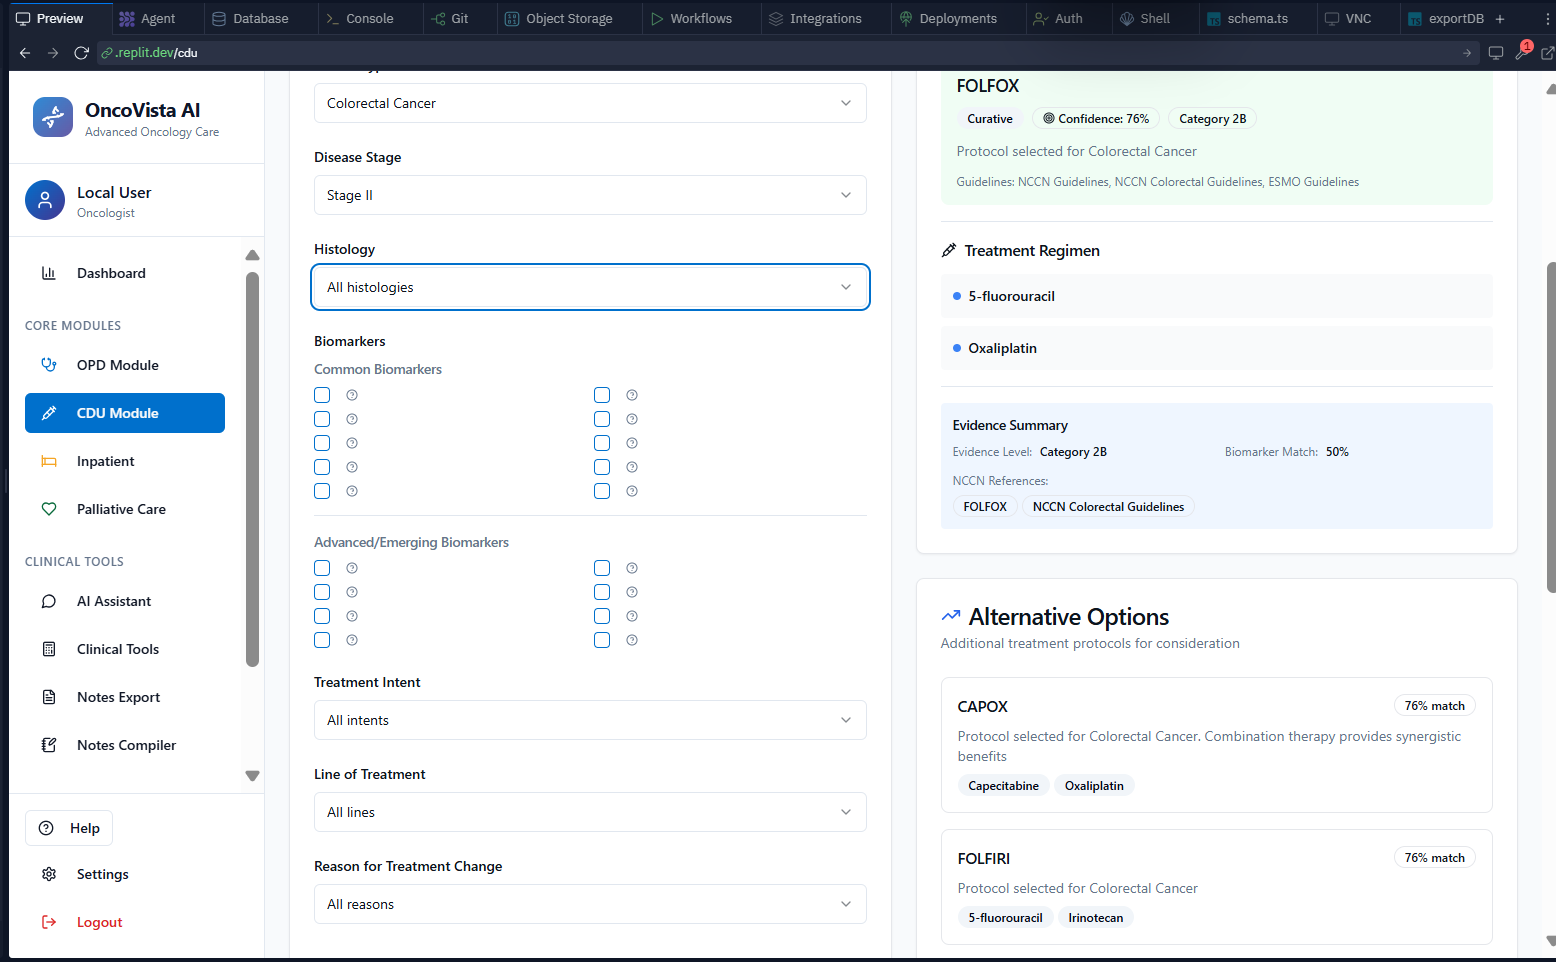 Preview
Agent
Database
Console
Git
Object Storage
Workflows
Integrations
Deployments
Auth
Shell
schema.ts
VNC
exportDB
.replit.dev/cdu
1
OncoVista AI
Advanced Oncology Care
Local User
Oncologist
Dashboard
CORE MODULES
OPD Module
CDU Module
Inpatient
Palliative Care
CLINICAL TOOLS
AI Assistant
Clinical Tools
Notes Export
Notes Compiler
Help
Settings
Logout
Colorectal Cancer
Disease Stage
Stage II
Histology
All histologies
Biomarkers
Common Biomarkers
Advanced/Emerging Biomarkers
Treatment Intent
All intents
Line of Treatment
All lines
Reason for Treatment Change
All reasons
FOLFOX
Curative
Confidence: 76%
Category 2B
Protocol selected for Colorectal Cancer
Guidelines: NCCN Guidelines, NCCN Colorectal Guidelines, ESMO Guidelines
Treatment Regimen
5-fluorouracil
Oxaliplatin
Evidence Summary
Evidence Level: Category 2B
Biomarker Match: 50%
NCCN References:
FOLFOX
NCCN Colorectal Guidelines
Alternative Options
Additional treatment protocols for consideration
CAPOX
76% match
Protocol selected for Colorectal Cancer. Combination therapy provides synergistic
benefits
Capecitabine
Oxaliplatin
FOLFIRI
76% match
Protocol selected for Colorectal Cancer
5-fluorouracil
Irinotecan